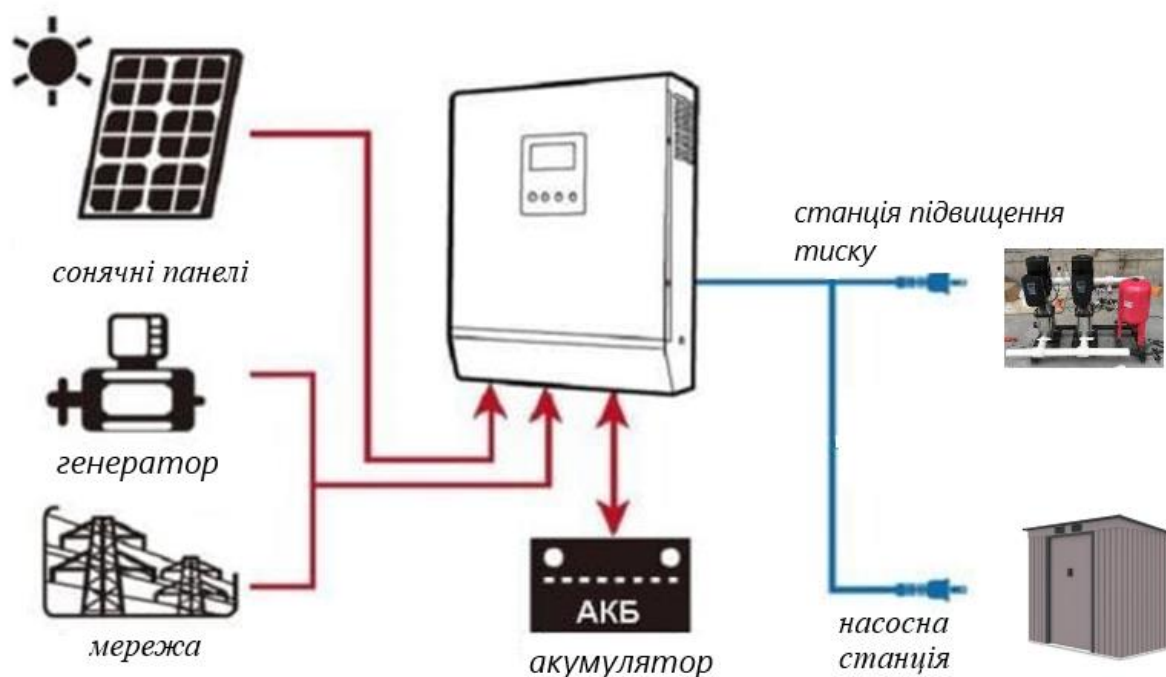 сонячні панелі
генератор
мережа
АКБ
акумулятор
станція підвищення
тиску
насосна
станція